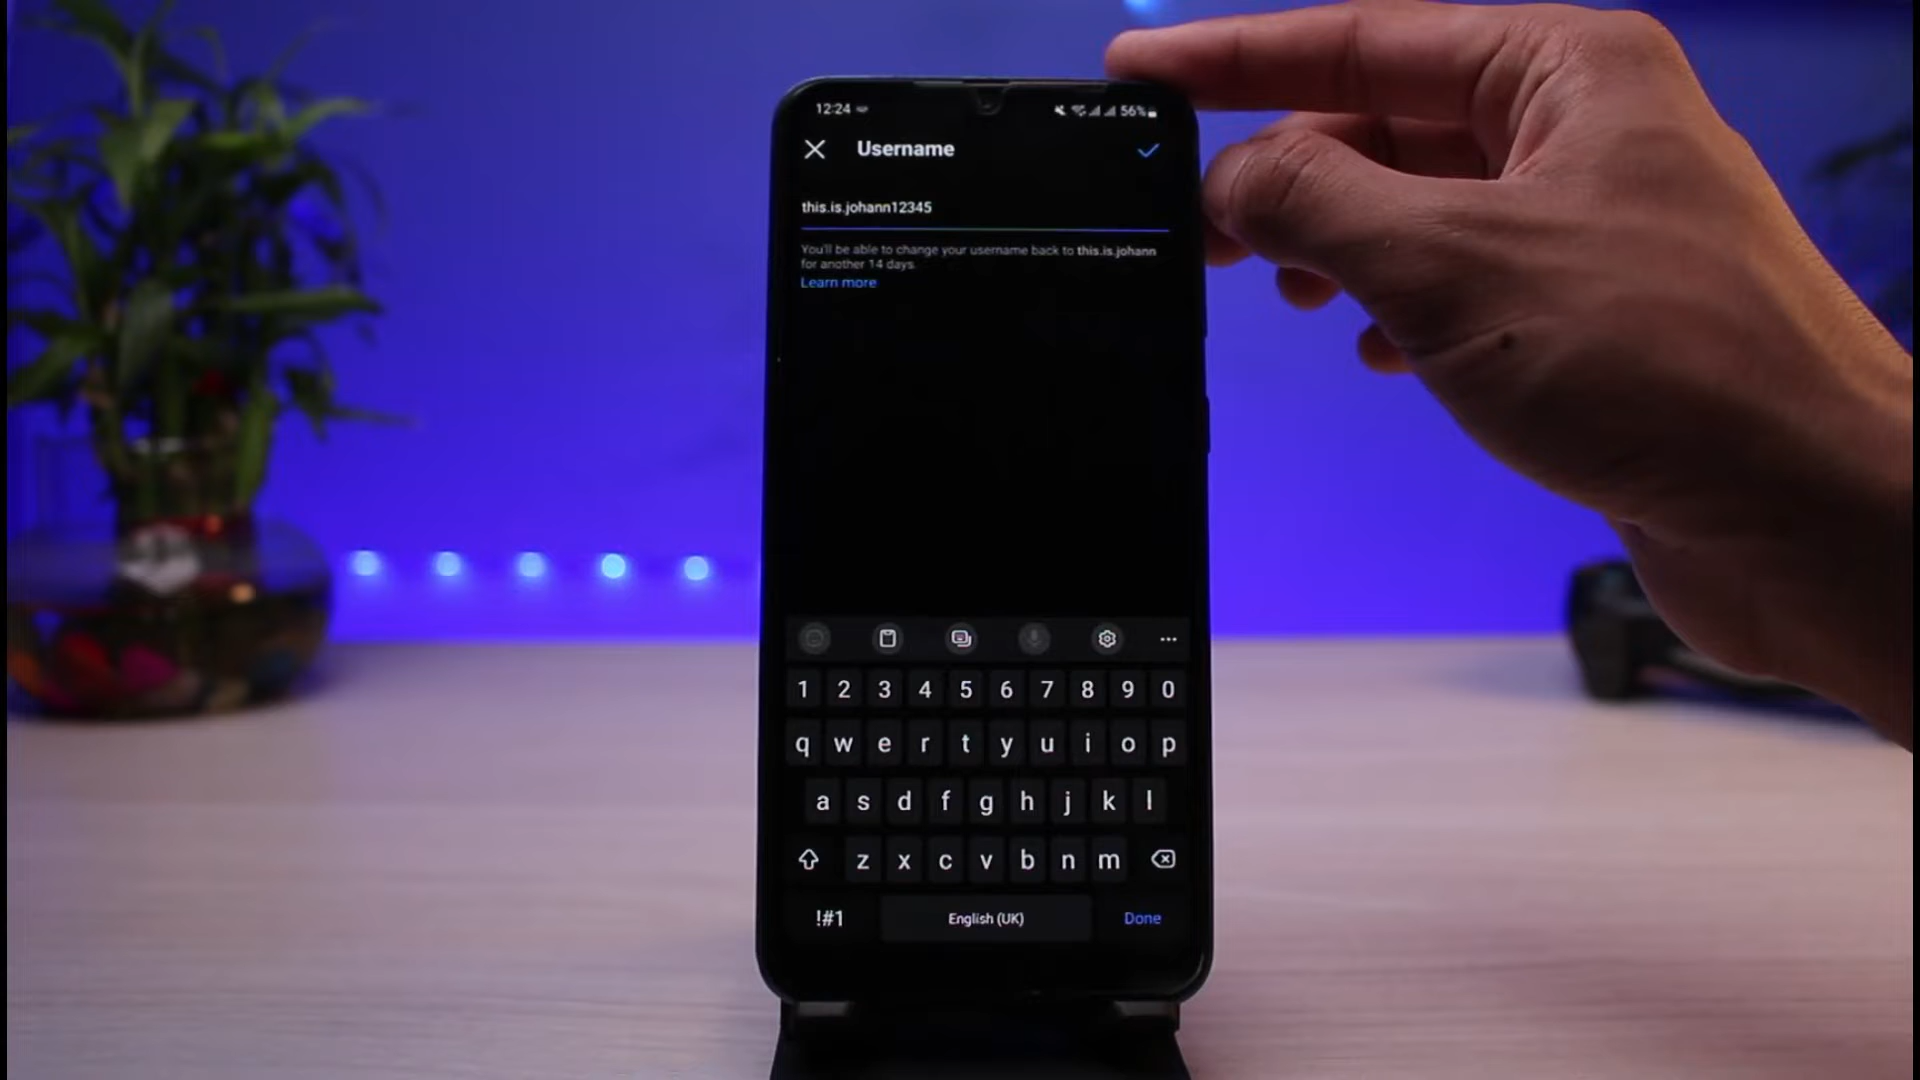 12:24 56%
Username
this.is.johann12345
You'll be able to change your username back to this.is.johann
for another 14 days.
Learn more
1 2 3 4 5 6 7 8 9 0
q w e r t y u i o p
a s d f g h j k l
z x c v b n m
!#1 English (UK) Done